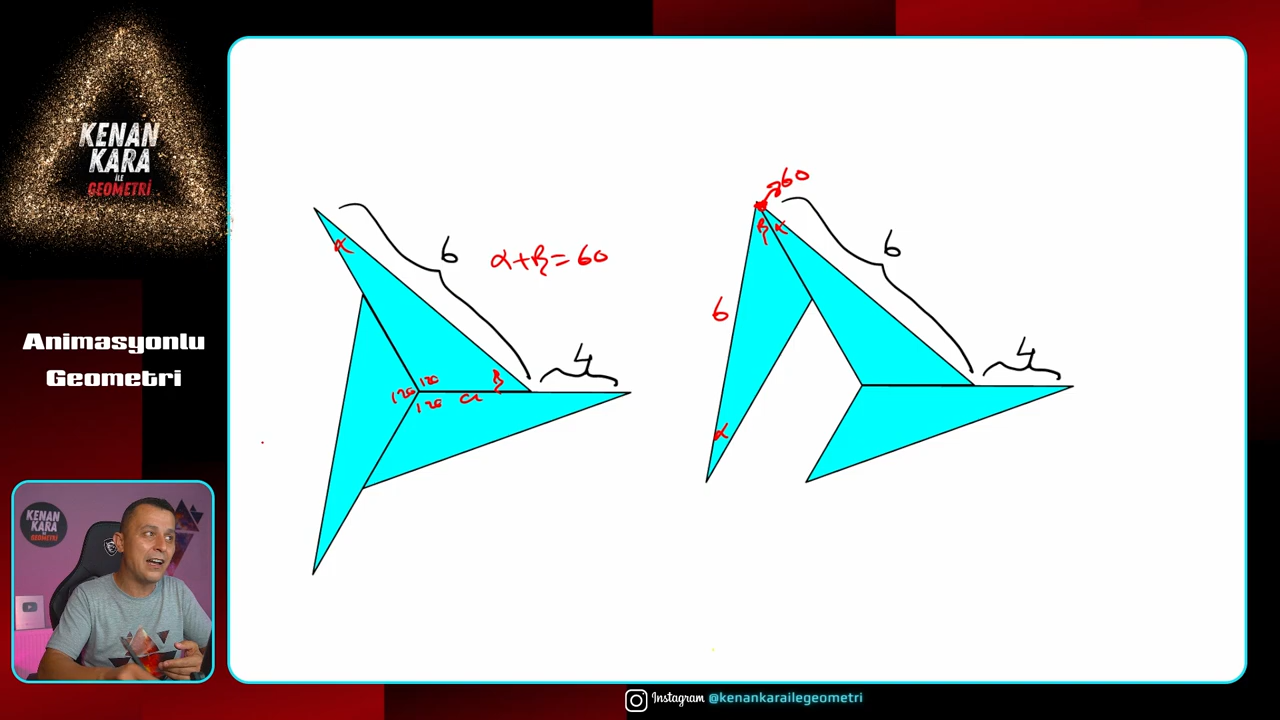 KENAN
KARA
İLE
GEOMETRİ
Animasyonlu
Geometri
α
6
α+β=60
4
120
120
120
a
β
60
β
α
6
6
4
α
KENAN
KARA
GEOMETRİ
Instagram @kenankarailegeometri